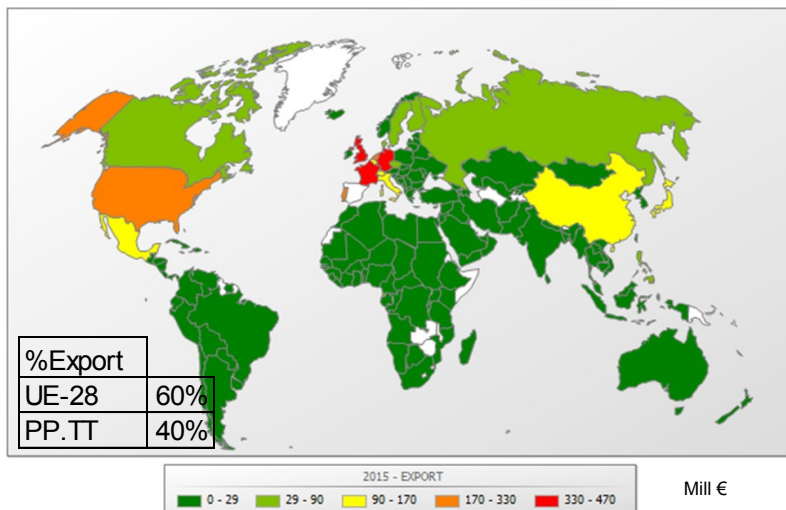 %Export
UE-28 60%
PP.TT 40%
2015 - EXPORT
0 - 29 29 - 90 90 - 170 170 - 330 330 - 470
Mill €